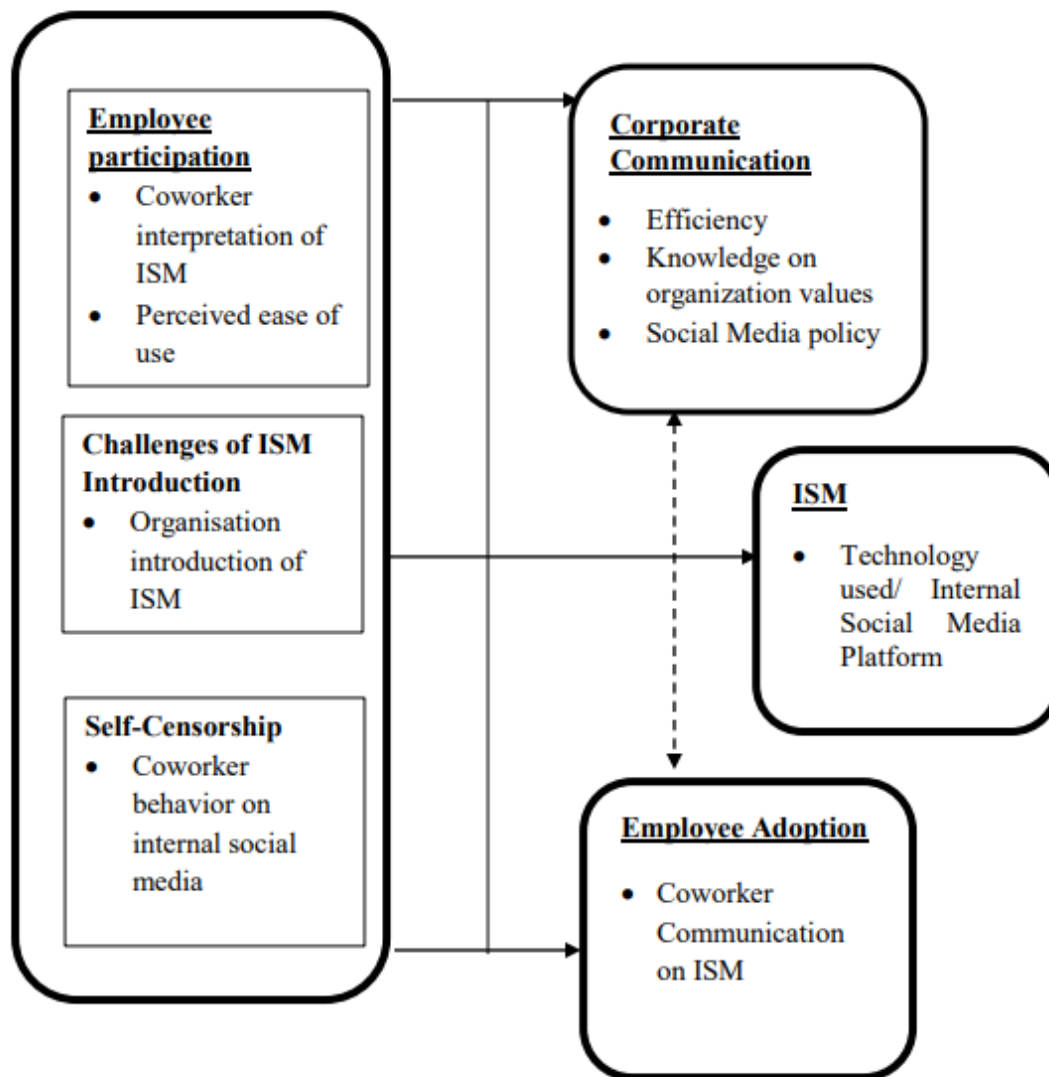 Employee
participation
• Coworker
interpretation of
ISM
• Perceived ease of
use
Challenges of ISM
Introduction
• Organisation
introduction of
ISM
Self-Censorship
• Coworker
behavior on
internal social
media
Corporate
Communication
• Efficiency
• Knowledge on
organization values
• Social Media policy
ISM
• Technology
used/ Internal
Social Media
Platform
Employee Adoption
• Coworker
Communication
on ISM